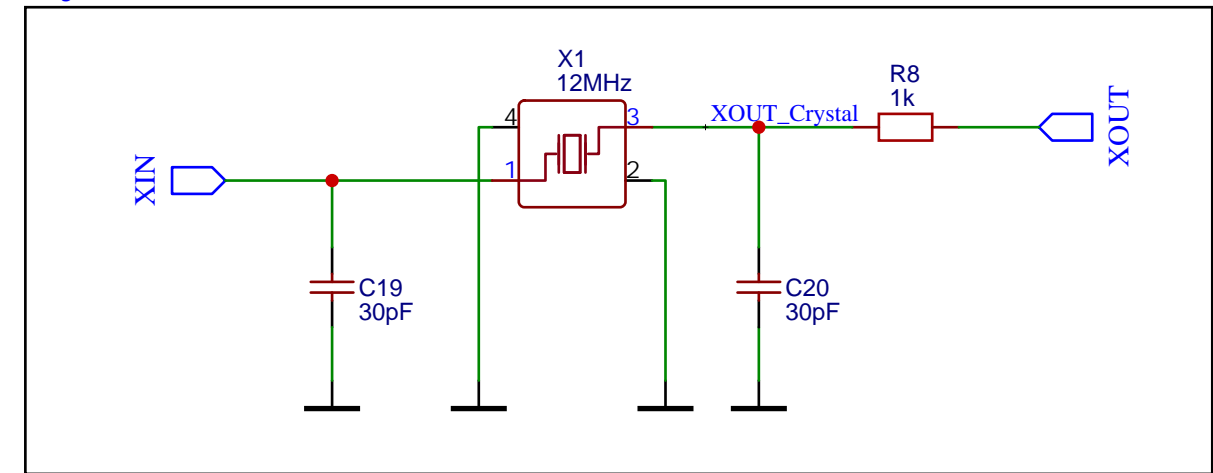 X1
12MHz
R8
1k
4
3
XOUT_Crystal
XOUT
XIN
1
2
C19
30pF
C20
30pF